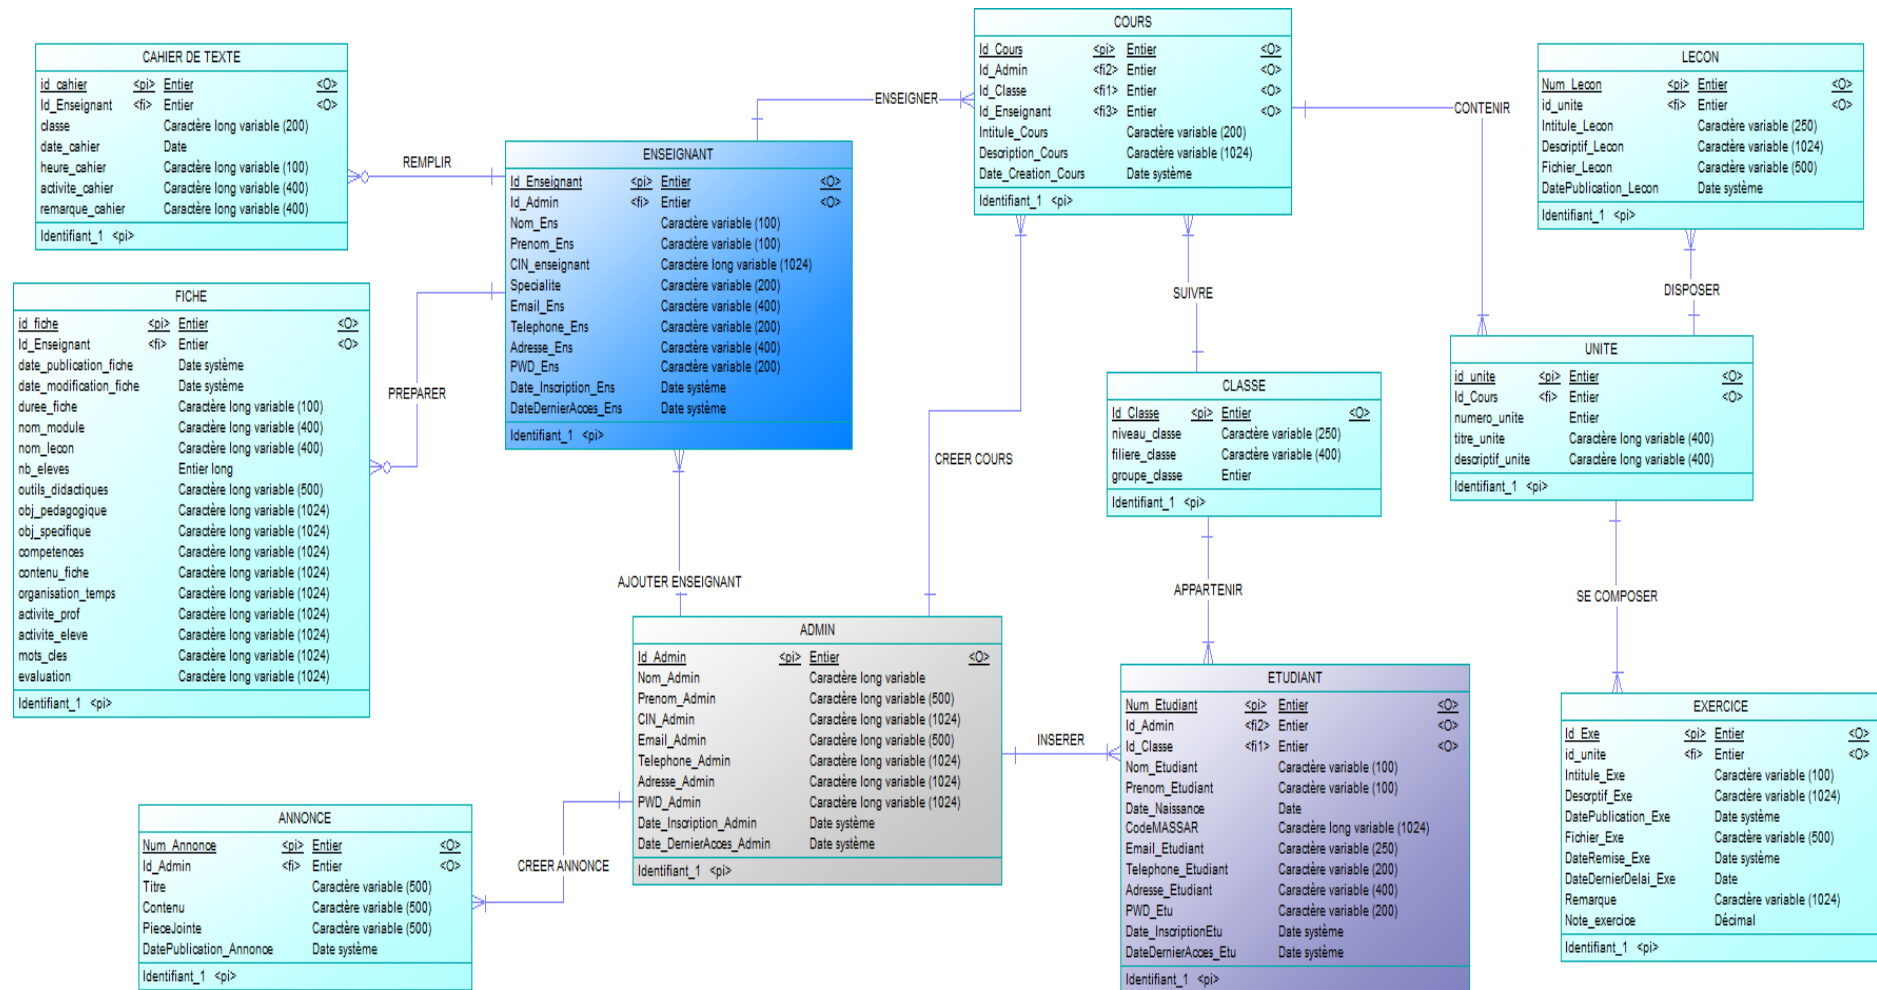 CAHIER DE TEXTE
id_cahier <pi> Entier <O>
Id_Enseignant <fi> Entier <O>
classe Caractère long variable (200)
date_cahier Date
heure_cahier Caractère long variable (100)
activite_cahier Caractère long variable (400)
remarque_cahier Caractère long variable (400)
Identifiant_1 <pi>
REMPLIR
FICHE
id_fiche <pi> Entier <O>
Id_Enseignant <fi> Entier <O>
date_publication_fiche Date système
date_modification_fiche Date système
duree_fiche Caractère long variable (100)
nom_module Caractère long variable (400)
nom_lecon Caractère long variable (400)
nb_eleves Entier long
outils_didactiques Caractère long variable (500)
obj_pedagogique Caractère long variable (1024)
obj_specifique Caractère long variable (1024)
competences Caractère long variable (1024)
contenu_fiche Caractère long variable (1024)
organisation_temps Caractère long variable (1024)
activite_prof Caractère long variable (1024)
activite_eleve Caractère long variable (1024)
mots_cles Caractère long variable (1024)
evaluation Caractère long variable (1024)
Identifiant_1 <pi>
PREPARER
ENSEIGNANT
Id_Enseignant <pi> Entier <O>
Id_Admin <fi> Entier <O>
Nom_Ens Caractère variable (100)
Prenom_Ens Caractère variable (100)
CIN_enseignant Caractère long variable (1024)
Specialite Caractère variable (200)
Email_Ens Caractère variable (400)
Telephone_Ens Caractère variable (200)
Adresse_Ens Caractère variable (400)
PWD_Ens Caractère variable (200)
Date_Inscription_Ens Date système
DateDernierAcces_Ens Date système
Identifiant_1 <pi>
ENSEIGNER
COURS
Id_Cours <pi> Entier <O>
Id_Admin <fi2> Entier <O>
Id_Classe <fi1> Entier <O>
Id_Enseignant <fi3> Entier <O>
Intitule_Cours Caractère variable (200)
Description_Cours Caractère variable (1024)
Date_Creation_Cours Date système
Identifiant_1 <pi>
CONTENIR
LECON
Num_Lecon <pi> Entier <O>
id_unite <fi> Entier <O>
Intitule_Lecon Caractère variable (250)
Descriptif_Lecon Caractère variable (1024)
Fichier_Lecon Caractère variable (500)
DatePublication_Lecon Date système
Identifiant_1 <pi>
DISPOSER
SUIVRE
UNITE
id_unite <pi> Entier <O>
Id_Cours <fi> Entier <O>
numero_unite Entier
titre_unite Caractère long variable (400)
descriptif_unite Caractère long variable (400)
Identifiant_1 <pi>
CLASSE
Id_Classe <pi> Entier <O>
niveau_classe Caractère variable (250)
filiere_classe Caractère variable (400)
groupe_classe Entier
Identifiant_1 <pi>
CREER COURS
AJOUTER ENSEIGNANT
APPARTENIR
SE COMPOSER
ADMIN
Id_Admin <pi> Entier <O>
Nom_Admin Caractère long variable
Prenom_Admin Caractère long variable (500)
CIN_Admin Caractère long variable (1024)
Email_Admin Caractère long variable (500)
Telephone_Admin Caractère long variable (1024)
Adresse_Admin Caractère long variable (1024)
PWD_Admin Caractère long variable (1024)
Date_Inscription_Admin Date système
Date_DernierAcces_Admin Date système
Identifiant_1 <pi>
INSERER
ETUDIANT
Num_Etudiant <pi> Entier <O>
Id_Admin <fi2> Entier <O>
Id_Classe <fi1> Entier <O>
Nom_Etudiant Caractère variable (100)
Prenom_Etudiant Caractère variable (100)
Date_Naissance Date
CodeMASSAR Caractère long variable (1024)
Email_Etudiant Caractère variable (250)
Telephone_Etudiant Caractère variable (200)
Adresse_Etudiant Caractère variable (400)
PWD_Etu Caractère variable (200)
Date_InscriptionEtu Date système
DateDernierAcces_Etu Date système
Identifiant_1 <pi>
EXERCICE
Id_Exe <pi> Entier <O>
id_unite <fi> Entier <O>
Intitule_Exe Caractère variable (100)
Descrptif_Exe Caractère variable (1024)
DatePublication_Exe Date système
Fichier_Exe Caractère variable (500)
DateRemise_Exe Date système
DateDernierDelai_Exe Date
Remarque Caractère variable (1024)
Note_exercice Décimal
Identifiant_1 <pi>
ANNONCE
Num_Annonce <pi> Entier <O>
Id_Admin <fi> Entier <O>
Titre Caractère variable (500)
Contenu Caractère variable (500)
PieceJointe Caractère variable (500)
DatePublication_Annonce Date système
Identifiant_1 <pi>
CREER ANNONCE